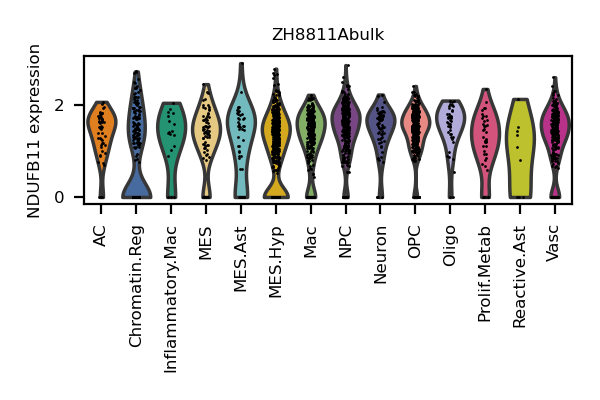 ZH8811Abulk
NDUFB11 expression
2
0
AC
Chromatin.Reg
Inflammatory.Mac
MES
MES.Ast
MES.Hyp
Mac
NPC
Neuron
OPC
Oligo
Prolif.Metab
Reactive.Ast
Vasc